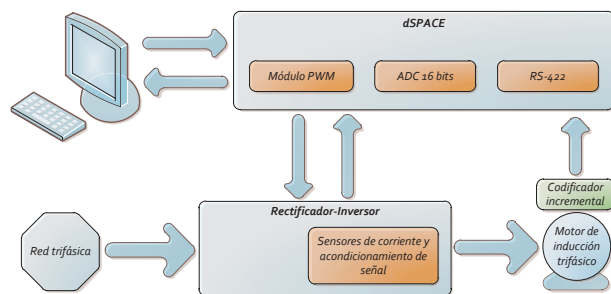 dSPACE
Módulo PWM
ADC 16 bits
RS-422
Codificador
incremental
Rectificador-Inversor
Red trifásica
Sensores de corriente y
acondicionamiento de
señal
Motor de
inducción
trifásico